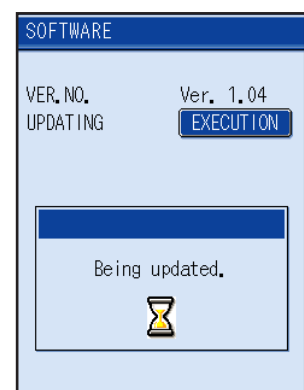 SOFTWARE
VER.NO. Ver. 1.04
UPDATING EXECUTION
Being updated.